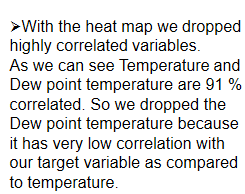 ➢With the heat map we dropped
highly correlated variables.
As we can see Temperature and
Dew point temperature are 91 %
correlated. So we dropped the
Dew point temperature because
it has very low correlation with
our target variable as compared
to temperature.